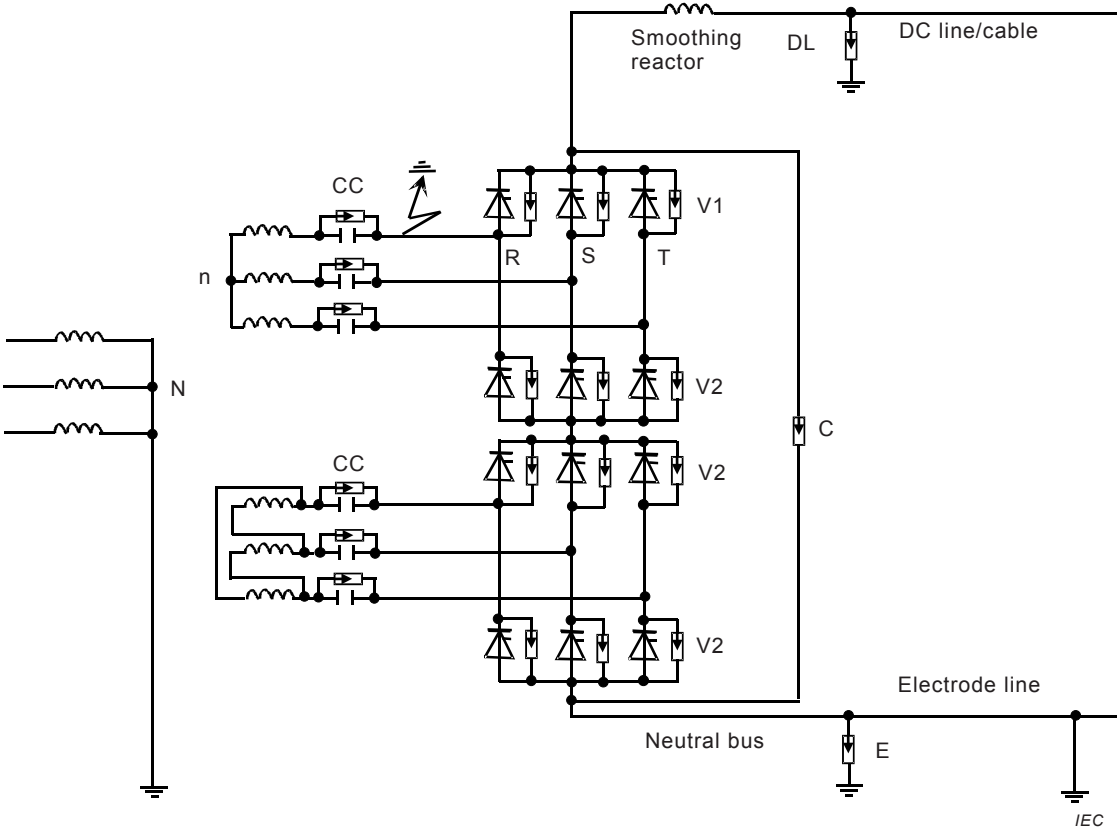 Smoothing
reactor
DL
DC line/cable
CC
V1
R
S
T
n
N
V2
C
CC
V2
V2
Electrode line
Neutral bus
E
IEC